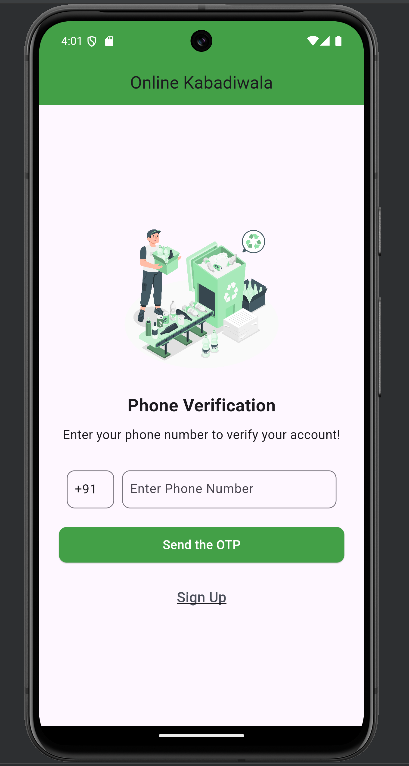 4:01
Online Kabadiwala
Phone Verification
Enter your phone number to verify your account!
+91 Enter Phone Number
Send the OTP
Sign Up